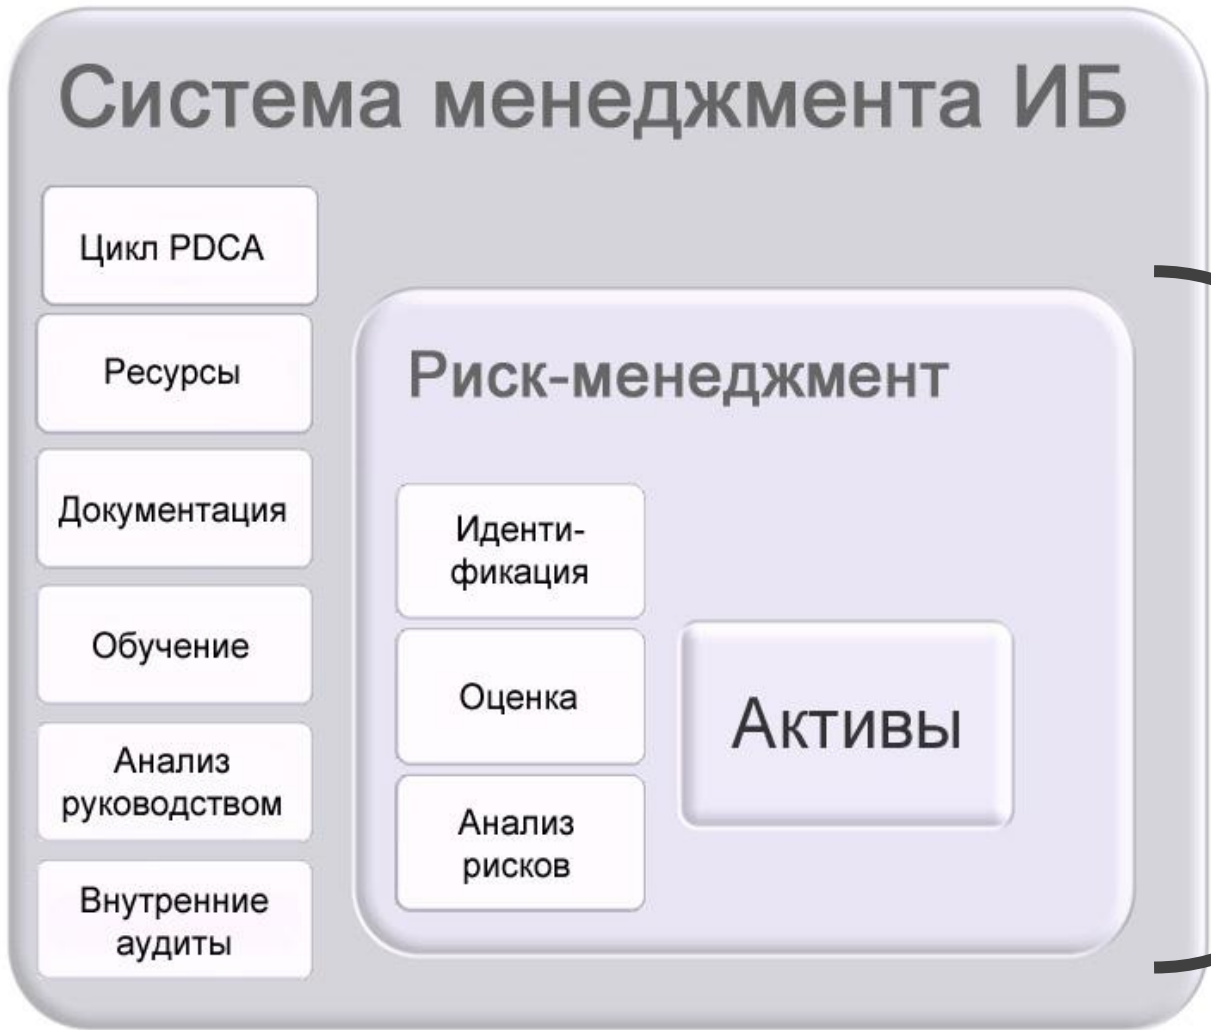 Система менеджмента ИБ
Цикл PDCA
Ресурсы
Документация
Обучение
Анализ
руководством
Внутренние
аудиты
Риск-менеджмент
Иденти-
фикация
Оценка
Анализ
рисков
Активы